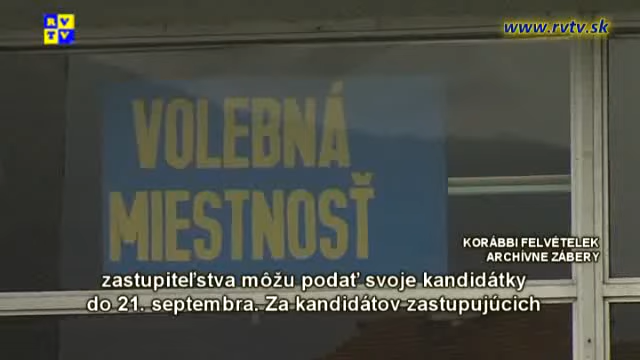 RVTV
www.rvtv.sk
VOLEBNÁ
MIESTNOSŤ
KORÁBBI FELVÉTELEK
ARCHÍVNE ZÁBERY
zastupiteľstva môžu podať svoje kandidátky
do 21. septembra. Za kandidátov zastupujúcich